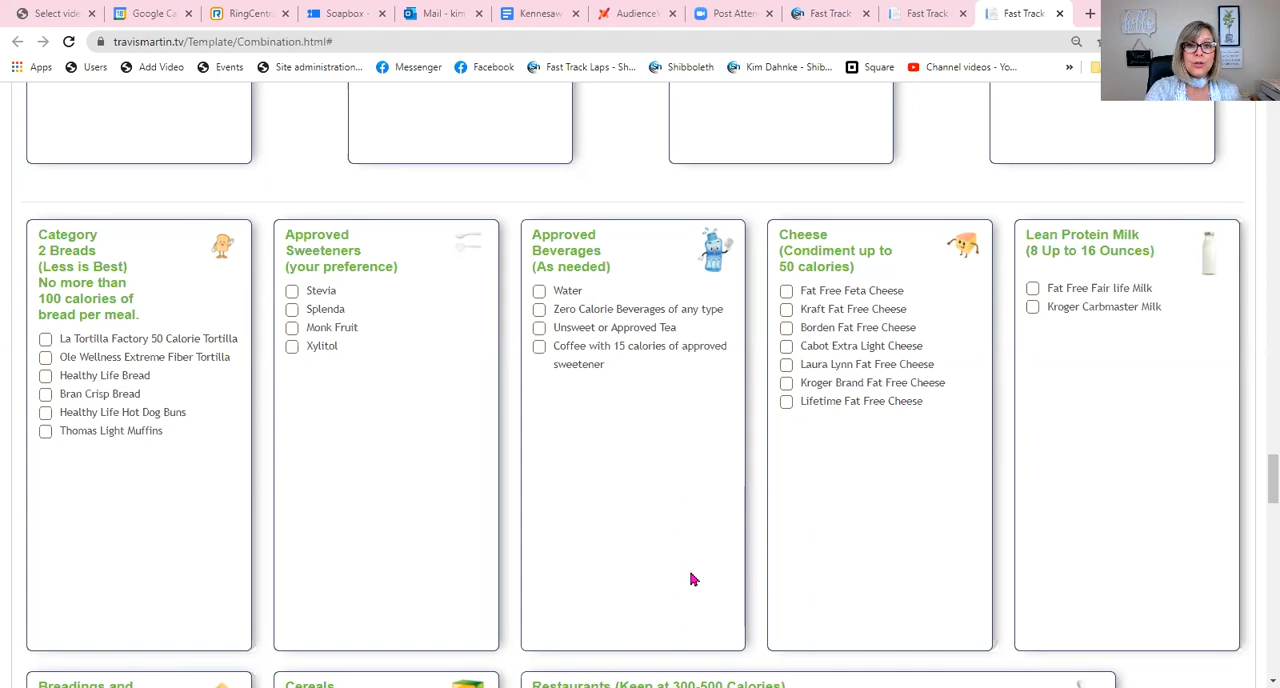 Select vide
Google Ca
RingCentr
Soapbox -
Mail - kim
Kennesaw
Audience
Post Atten
Fast Track
Fast Track
Fast Track
travismartin.tv/Template/Combination.html#
Apps
Users
Add Video
Events
Site administration...
Messenger
Fast Track Laps - Sh...
Shibboleth
Kim Dahnke - Shib...
Square
Channel videos - Yo...
»
Category
2 Breads
(Less is Best)
No more than
100 calories of
bread per meal.
La Tortilla Factory 50 Calorie Tortilla
Ole Wellness Extreme Fiber Tortilla
Healthy Life Bread
Bran Crisp Bread
Healthy Life Hot Dog Buns
Thomas Light Muffins
Approved
Sweeteners
(your preference)
Stevia
Splenda
Monk Fruit
Xylitol
Approved
Beverages
(As needed)
Water
Zero Calorie Beverages of any type
Unsweet or Approved Tea
Coffee with 15 calories of approved
sweetener
Cheese
(Condiment up to
50 calories)
Fat Free Feta Cheese
Kraft Fat Free Cheese
Borden Fat Free Cheese
Cabot Extra Light Cheese
Laura Lynn Fat Free Cheese
Kroger Brand Fat Free Cheese
Lifetime Fat Free Cheese
Lean Protein Milk
(8 Up to 16 Ounces)
Fat Free Fair life Milk
Kroger Carbmaster Milk
Breadings and
Cereals
Restaurants (Keep at 300-500 Calories)